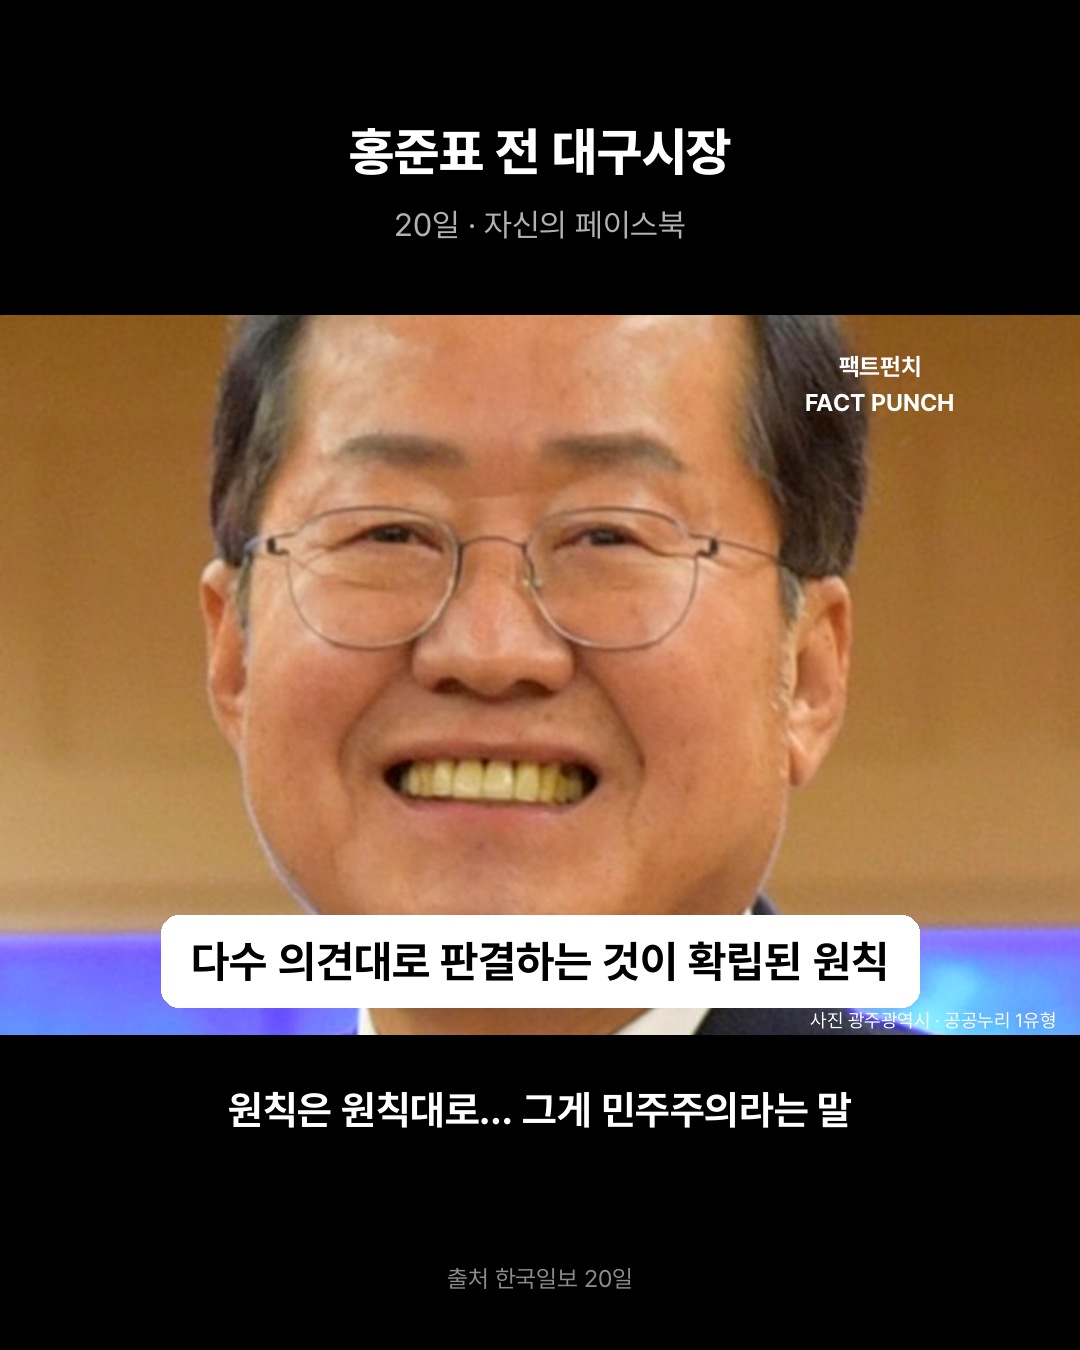 홍준표 전 대구시장
20일 · 자신의 페이스북
팩트펀치
FACT PUNCH
다수 의견대로 판결하는 것이 확립된 원칙
사진 광주광역시 · 공공누리 1유형
원칙은 원칙대로... 그게 민주주의라는 말
출처 한국일보 20일